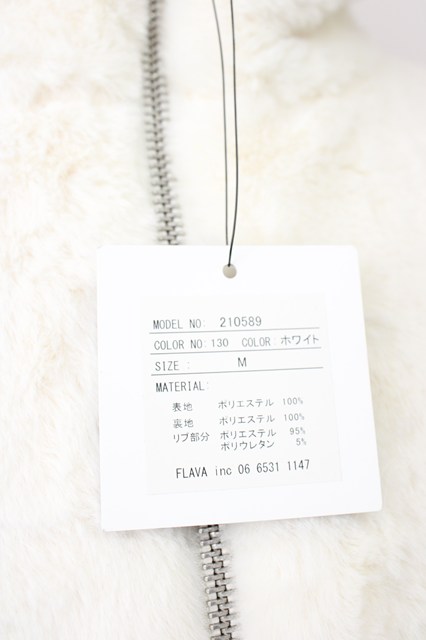 MODEL NO: 210589
COLOR NO: 130 COLOR: ホワイト
SIZE : M
MATERIAL:
表地 ポリエステル 100%
裏地 ポリエステル 100%
リブ部分 ポリエステル 95%
ポリウレタン 5%
FLAVA inc 06 6531 1147